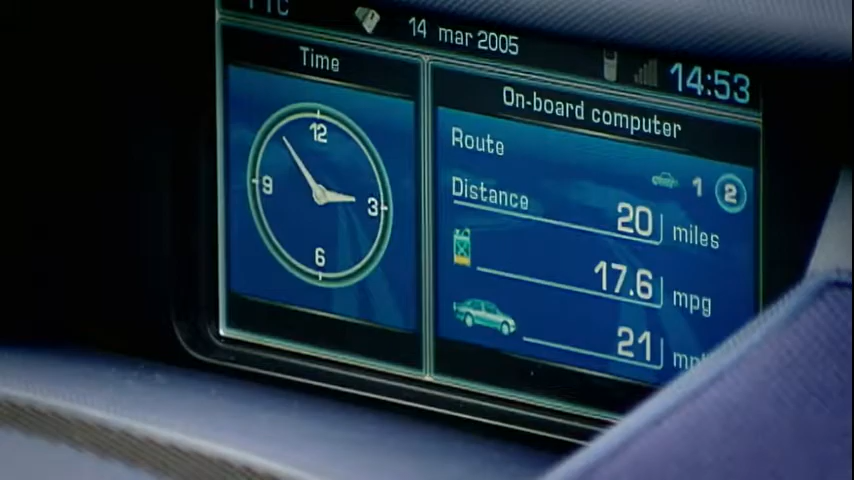 14 mar 2005
14:53
Time
12
9
3
6
On-board computer
Route
1 2
Distance
20 miles
17.6 mpg
21